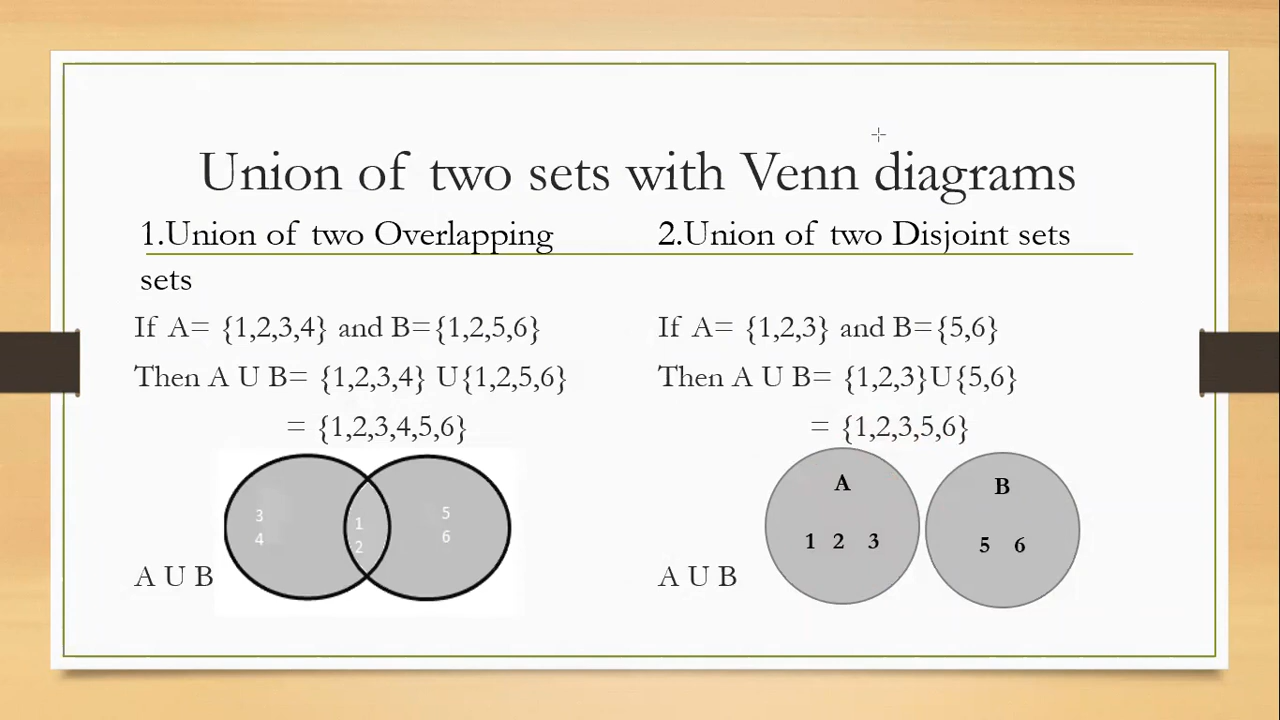 Union of two sets with Venn diagrams
1.Union of two Overlapping
sets
If A= {1,2,3,4} and B={1,2,5,6}
Then A U B= {1,2,3,4} U{1,2,5,6}
= {1,2,3,4,5,6}
3
4
1
2
5
6
A U B
2.Union of two Disjoint sets
If A= {1,2,3} and B={5,6}
Then A U B= {1,2,3}U{5,6}
= {1,2,3,5,6}
A
1 2 3
B
5 6
A U B